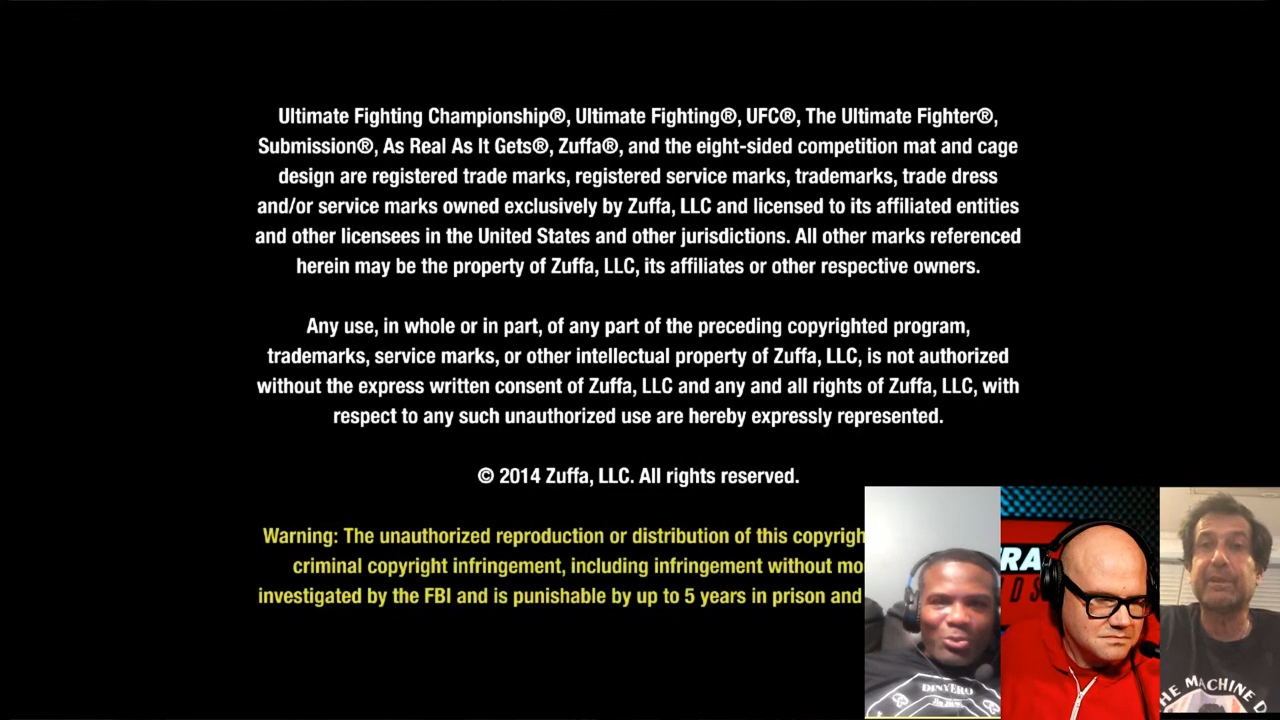 Ultimate Fighting Championship®, Ultimate Fighting®, UFC®, The Ultimate Fighter®,
Submission®, As Real As It Gets®, Zuffa®, and the eight-sided competition mat and cage
design are registered trade marks, registered service marks, trademarks, trade dress
and/or service marks owned exclusively by Zuffa, LLC and licensed to its affiliated entities
and other licensees in the United States and other jurisdictions. All other marks referenced
herein may be the property of Zuffa, LLC, its affiliates or other respective owners.
Any use, in whole or in part, of any part of the preceding copyrighted program,
trademarks, service marks, or other intellectual property of Zuffa, LLC, is not authorized
without the express written consent of Zuffa, LLC and any and all rights of Zuffa, LLC, with
respect to any such unauthorized use are hereby expressly represented.
© 2014 Zuffa, LLC. All rights reserved.
Warning: The unauthorized reproduction or distribution of this copyrigh
criminal copyright infringement, including infringement without mo
investigated by the FBI and is punishable by up to 5 years in prison and
RA
DS
DINYERO
HE MACHINE D